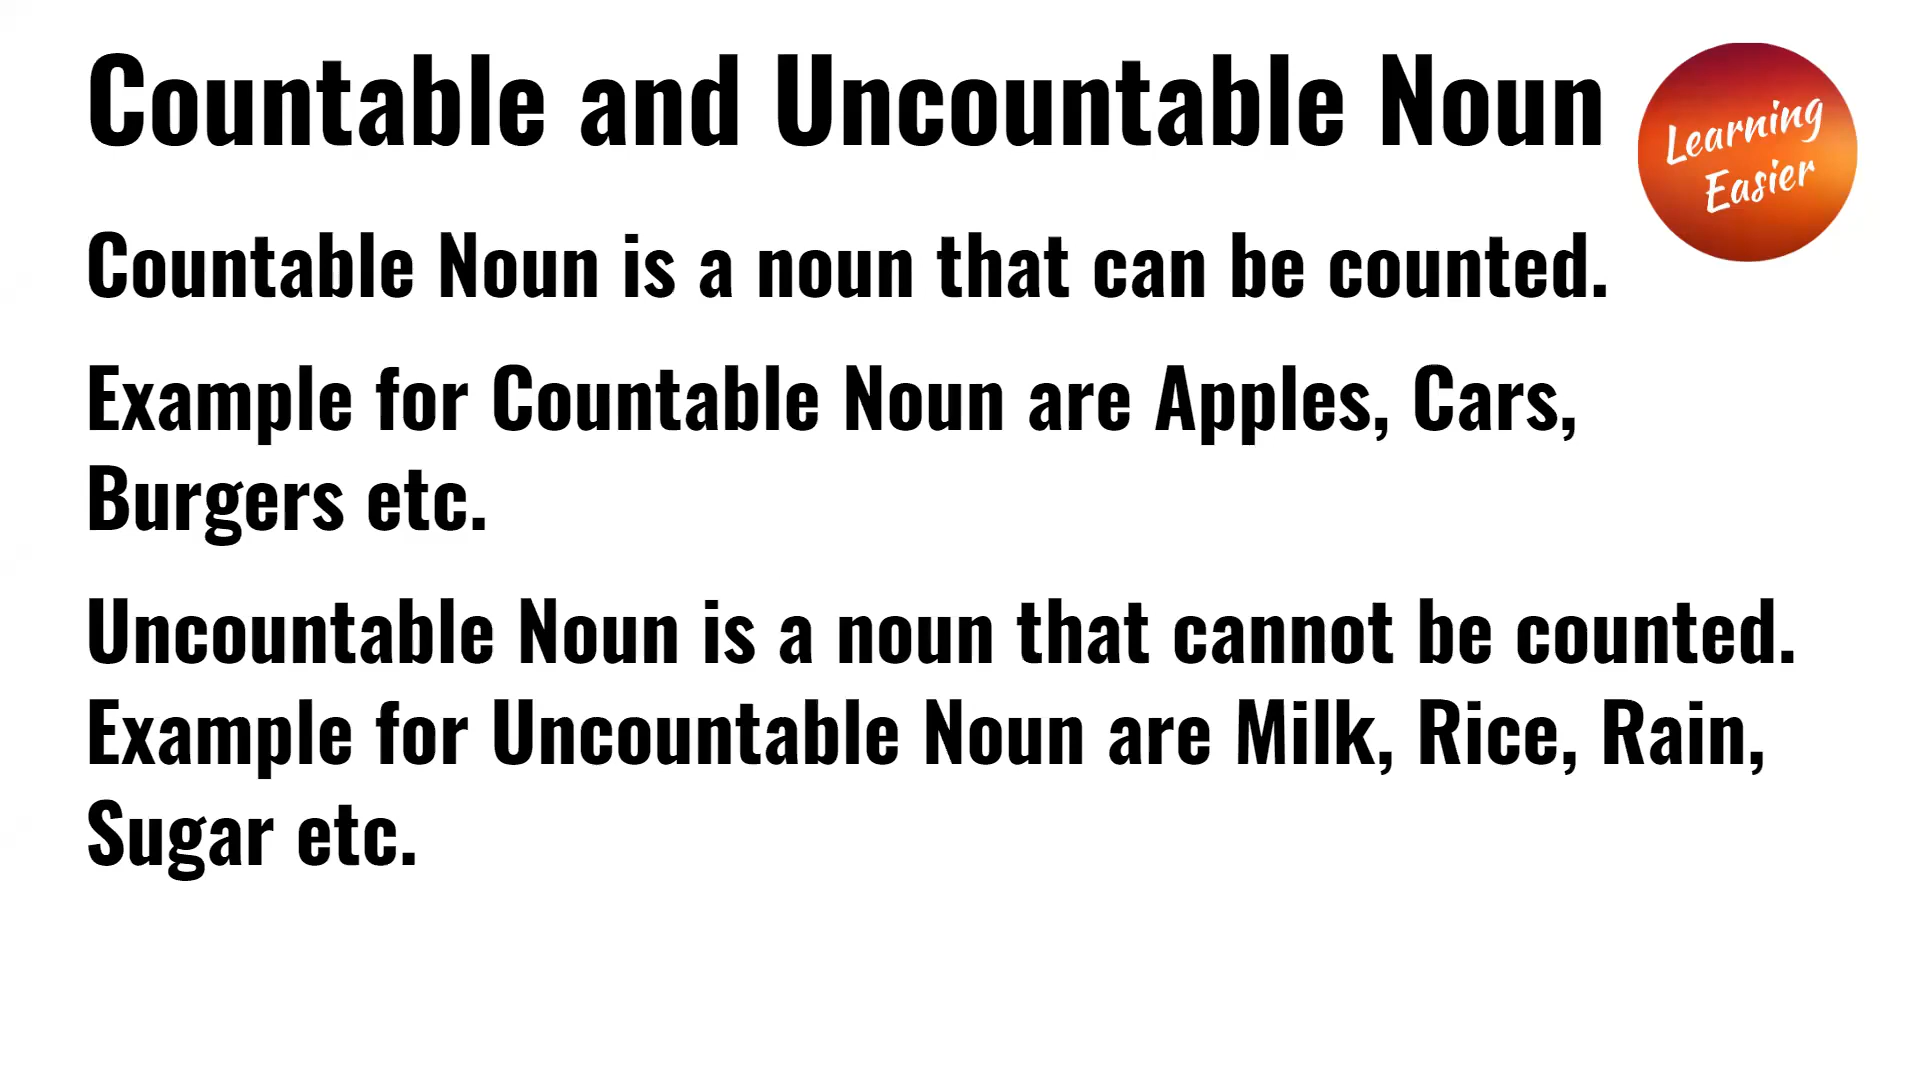 Countable and Uncountable Noun
Learning
Easier
Countable Noun is a noun that can be counted.
Example for Countable Noun are Apples, Cars,
Burgers etc.
Uncountable Noun is a noun that cannot be counted.
Example for Uncountable Noun are Milk, Rice, Rain,
Sugar etc.